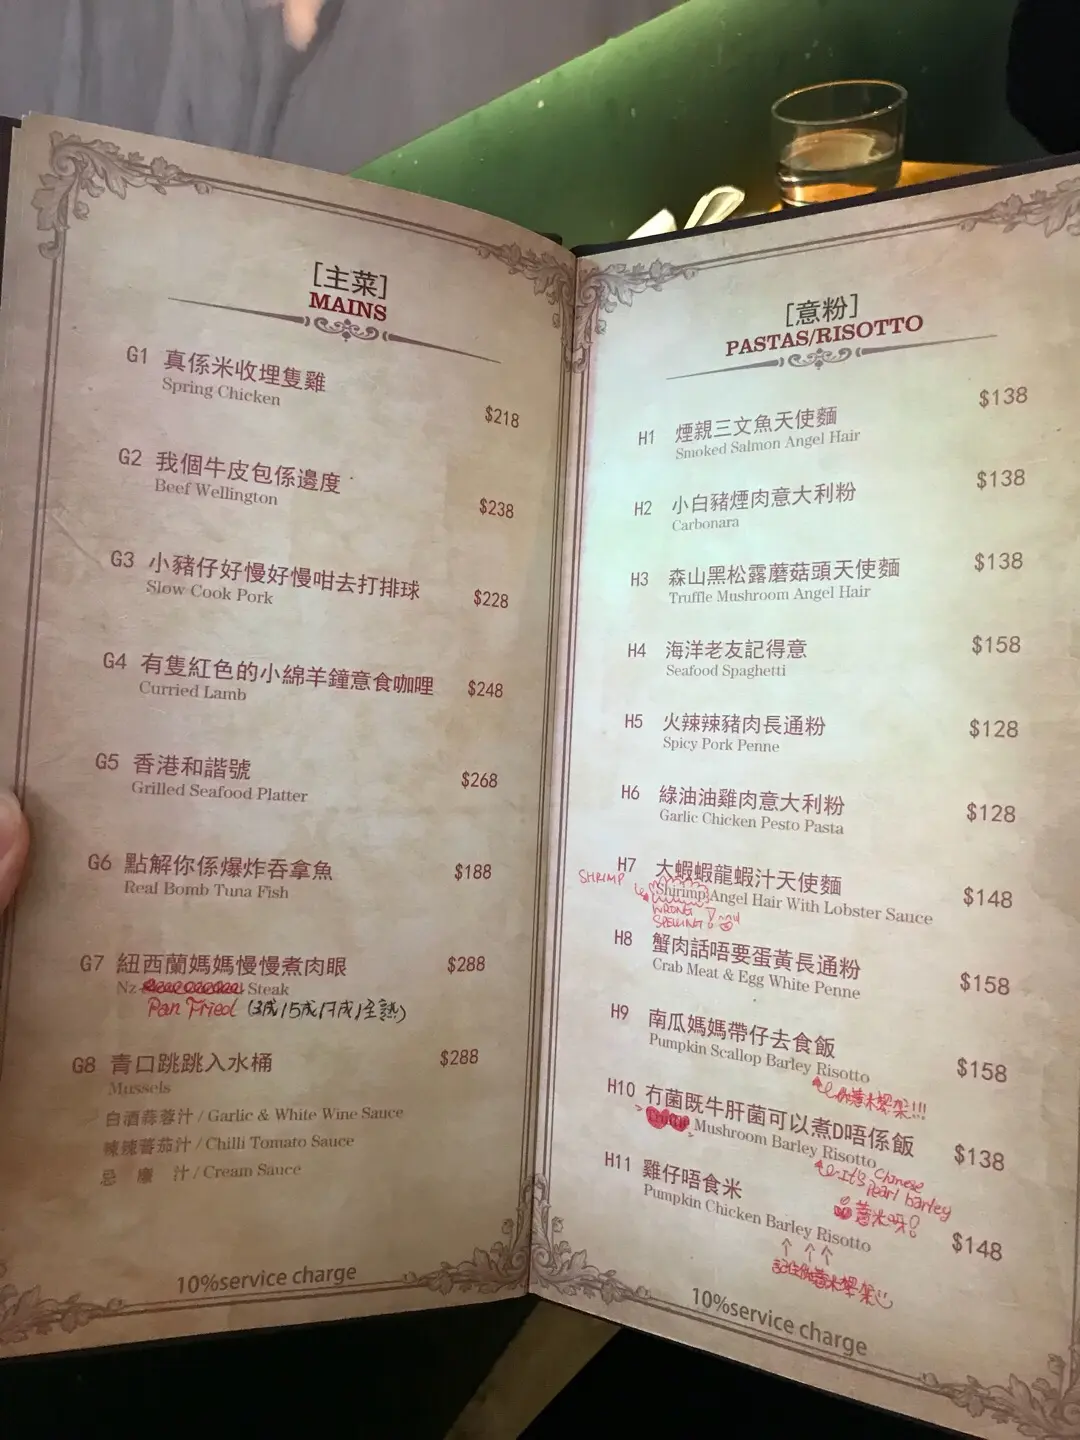 [主菜]
MAINS
G1 真係米收埋隻雞
Spring Chicken
$218
G2 我個牛皮包係邊度
Beef Wellington
$238
G3 小豬仔好慢好慢咁去打排球
Slow Cook Pork
$228
G4 有隻紅色的小綿羊鐘意食咖哩
Curried Lamb
$248
G5 香港和諧號
Grilled Seafood Platter
$268
G6 點解你係爆炸吞拿魚
Real Bomb Tuna Fish
$188
G7 紐西蘭媽媽慢慢煮肉眼
Nz Steak
Pan Fried (3成/5成/7成/全熟)
$288
G8 青口跳跳入水桶
Mussels
$288
白酒蒜蓉汁 / Garlic & White Wine Sauce
辣辣蕃茄汁 / Chilli Tomato Sauce
忌廉汁 / Cream Sauce
10%service charge
[意粉]
PASTAS/RISOTTO
$138
H1 煙親三文魚天使麵
Smoked Salmon Angel Hair
$138
H2 小白豬煙肉意大利粉
Carbonara
$138
H3 森山黑松露蘑菇頭天使麵
Truffle Mushroom Angel Hair
$158
H4 海洋老友記得意
Seafood Spaghetti
H5 火辣辣豬肉長通粉
Spicy Pork Penne
$128
H6 綠油油雞肉意大利粉
Garlic Chicken Pesto Pasta
$128
H7 大蝦蝦龍蝦汁天使麵
SHRIMP
Shrimp Angel Hair With Lobster Sauce
WRONG
SPELLING!
$148
H8 蟹肉話唔要蛋黃長通粉
Crab Meat & Egg White Penne
$158
H9 南瓜媽媽帶仔去食飯
Pumpkin Scallop Barley Risotto
$158
H10 冇菌既牛肝菌可以煮D唔係飯
Mushroom Barley Risotto
It's Chinese
Pearl barley
薏米呀!
$138
H11 雞仔唔食米
Pumpkin Chicken Barley Risotto
$148
10%service charge